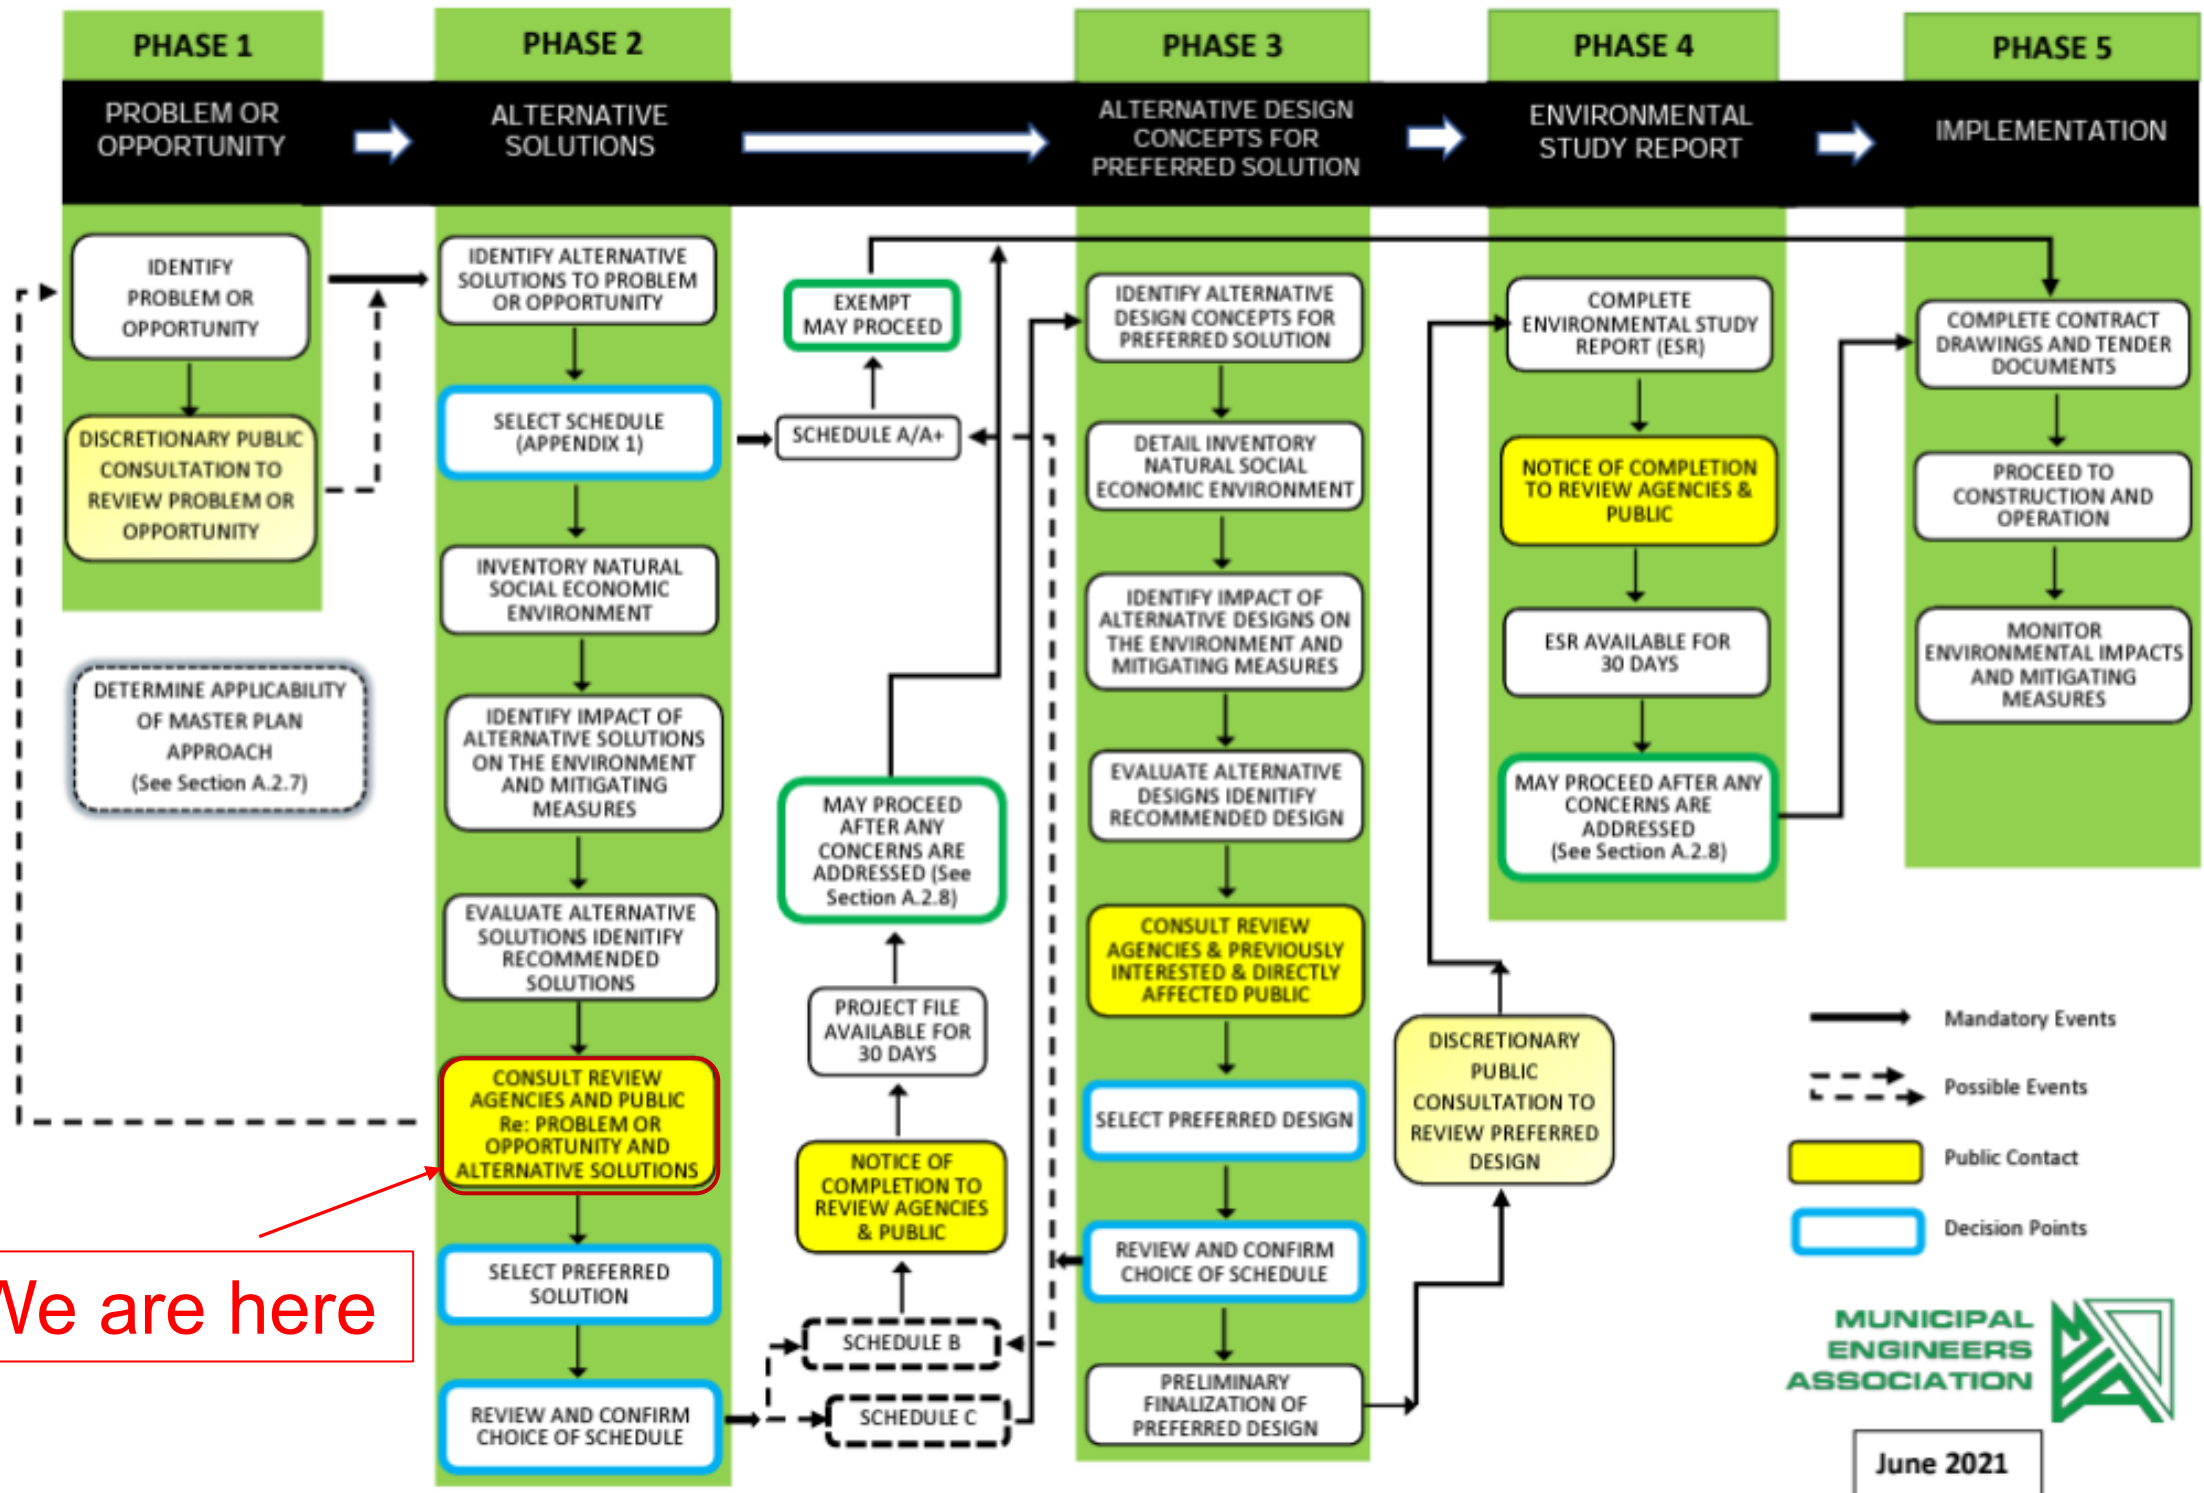 PHASE 1
PROBLEM OR
OPPORTUNITY
IDENTIFY
PROBLEM OR
OPPORTUNITY
DISCRETIONARY PUBLIC
CONSULTATION TO
REVIEW PROBLEM OR
OPPORTUNITY
DETERMINE APPLICABILITY
OF MASTER PLAN
APPROACH
(See Section A.2.7)
We are here
PHASE 2
ALTERNATIVE
SOLUTIONS
IDENTIFY ALTERNATIVE
SOLUTIONS TO PROBLEM
OR OPPORTUNITY
SELECT SCHEDULE
(APPENDIX 1)
INVENTORY NATURAL
SOCIAL ECONOMIC
ENVIRONMENT
IDENTIFY IMPACT OF
ALTERNATIVE SOLUTIONS
ON THE ENVIRONMENT
AND MITIGATING
MEASURES
EVALUATE ALTERNATIVE
SOLUTIONS IDENITIFY
RECOMMENDED
SOLUTIONS
CONSULT REVIEW
AGENCIES AND PUBLIC
Re: PROBLEM OR
OPPORTUNITY AND
ALTERNATIVE SOLUTIONS
SELECT PREFERRED
SOLUTION
REVIEW AND CONFIRM
CHOICE OF SCHEDULE
EXEMPT
MAY PROCEED
SCHEDULE A/A+
MAY PROCEED
AFTER ANY
CONCERNS ARE
ADDRESSED (See
Section A.2.8)
PROJECT FILE
AVAILABLE FOR
30 DAYS
NOTICE OF
COMPLETION TO
REVIEW AGENCIES
& PUBLIC
SCHEDULE B
SCHEDULE C
PHASE 3
ALTERNATIVE DESIGN
CONCEPTS FOR
PREFERRED SOLUTION
IDENTIFY ALTERNATIVE
DESIGN CONCEPTS FOR
PREFERRED SOLUTION
DETAIL INVENTORY
NATURAL SOCIAL
ECONOMIC ENVIRONMENT
IDENTIFY IMPACT OF
ALTERNATIVE DESIGNS ON
THE ENVIRONMENT AND
MITIGATING MEASURES
EVALUATE ALTERNATIVE
DESIGNS IDENITIFY
RECOMMENDED DESIGN
CONSULT REVIEW
AGENCIES & PREVIOUSLY
INTERESTED & DIRECTLY
AFFECTED PUBLIC
SELECT PREFERRED DESIGN
REVIEW AND CONFIRM
CHOICE OF SCHEDULE
PRELIMINARY
FINALIZATION OF
PREFERRED DESIGN
DISCRETIONARY
PUBLIC
CONSULTATION TO
REVIEW PREFERRED
DESIGN
PHASE 4
ENVIRONMENTAL
STUDY REPORT
COMPLETE
ENVIRONMENTAL STUDY
REPORT (ESR)
NOTICE OF COMPLETION
TO REVIEW AGENCIES &
PUBLIC
ESR AVAILABLE FOR
30 DAYS
MAY PROCEED AFTER ANY
CONCERNS ARE
ADDRESSED
(See Section A.2.8)
PHASE 5
IMPLEMENTATION
COMPLETE CONTRACT
DRAWINGS AND TENDER
DOCUMENTS
PROCEED TO
CONSTRUCTION AND
OPERATION
MONITOR
ENVIRONMENTAL IMPACTS
AND MITIGATING
MEASURES
Mandatory Events
Possible Events
Public Contact
Decision Points
MUNICIPAL
ENGINEERS
ASSOCIATION
June 2021